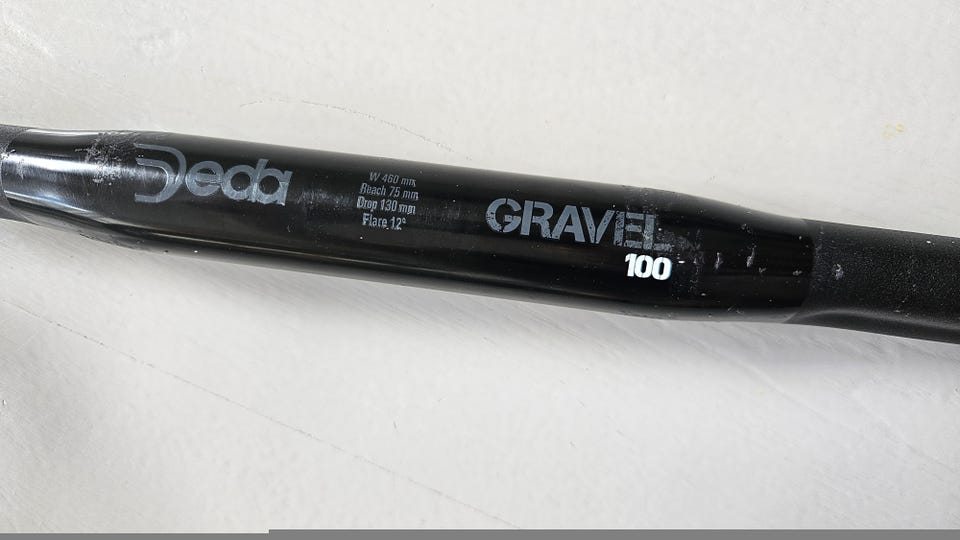 Deda
W 460 mm
Reach 75 mm
Drop 130 mm
Flare 12°
GRAVEL
100